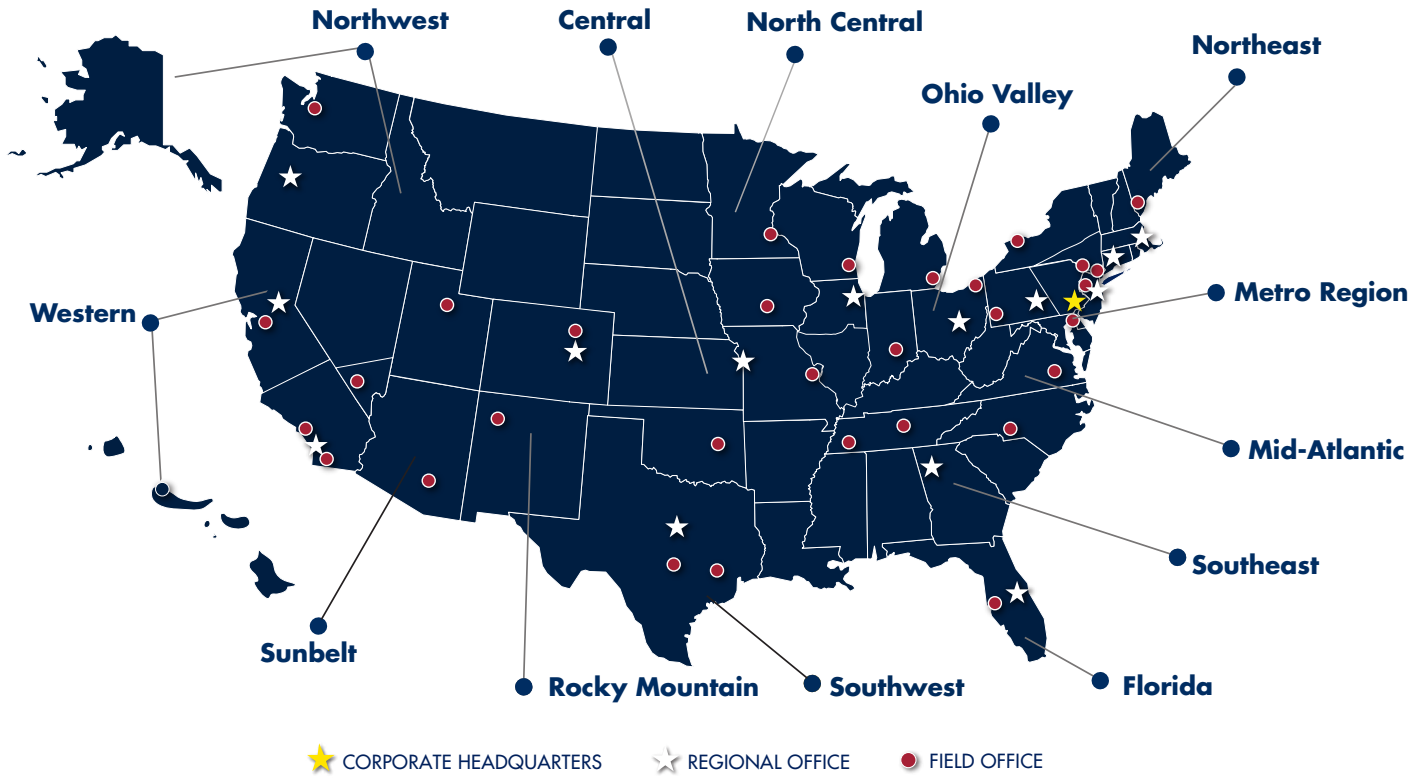 Northwest
Central
North Central
Northeast
Ohio Valley
Western
Metro Region
Mid-Atlantic
Southeast
Sunbelt
Rocky Mountain
Southwest
Florida
CORPORATE HEADQUARTERS
REGIONAL OFFICE
FIELD OFFICE